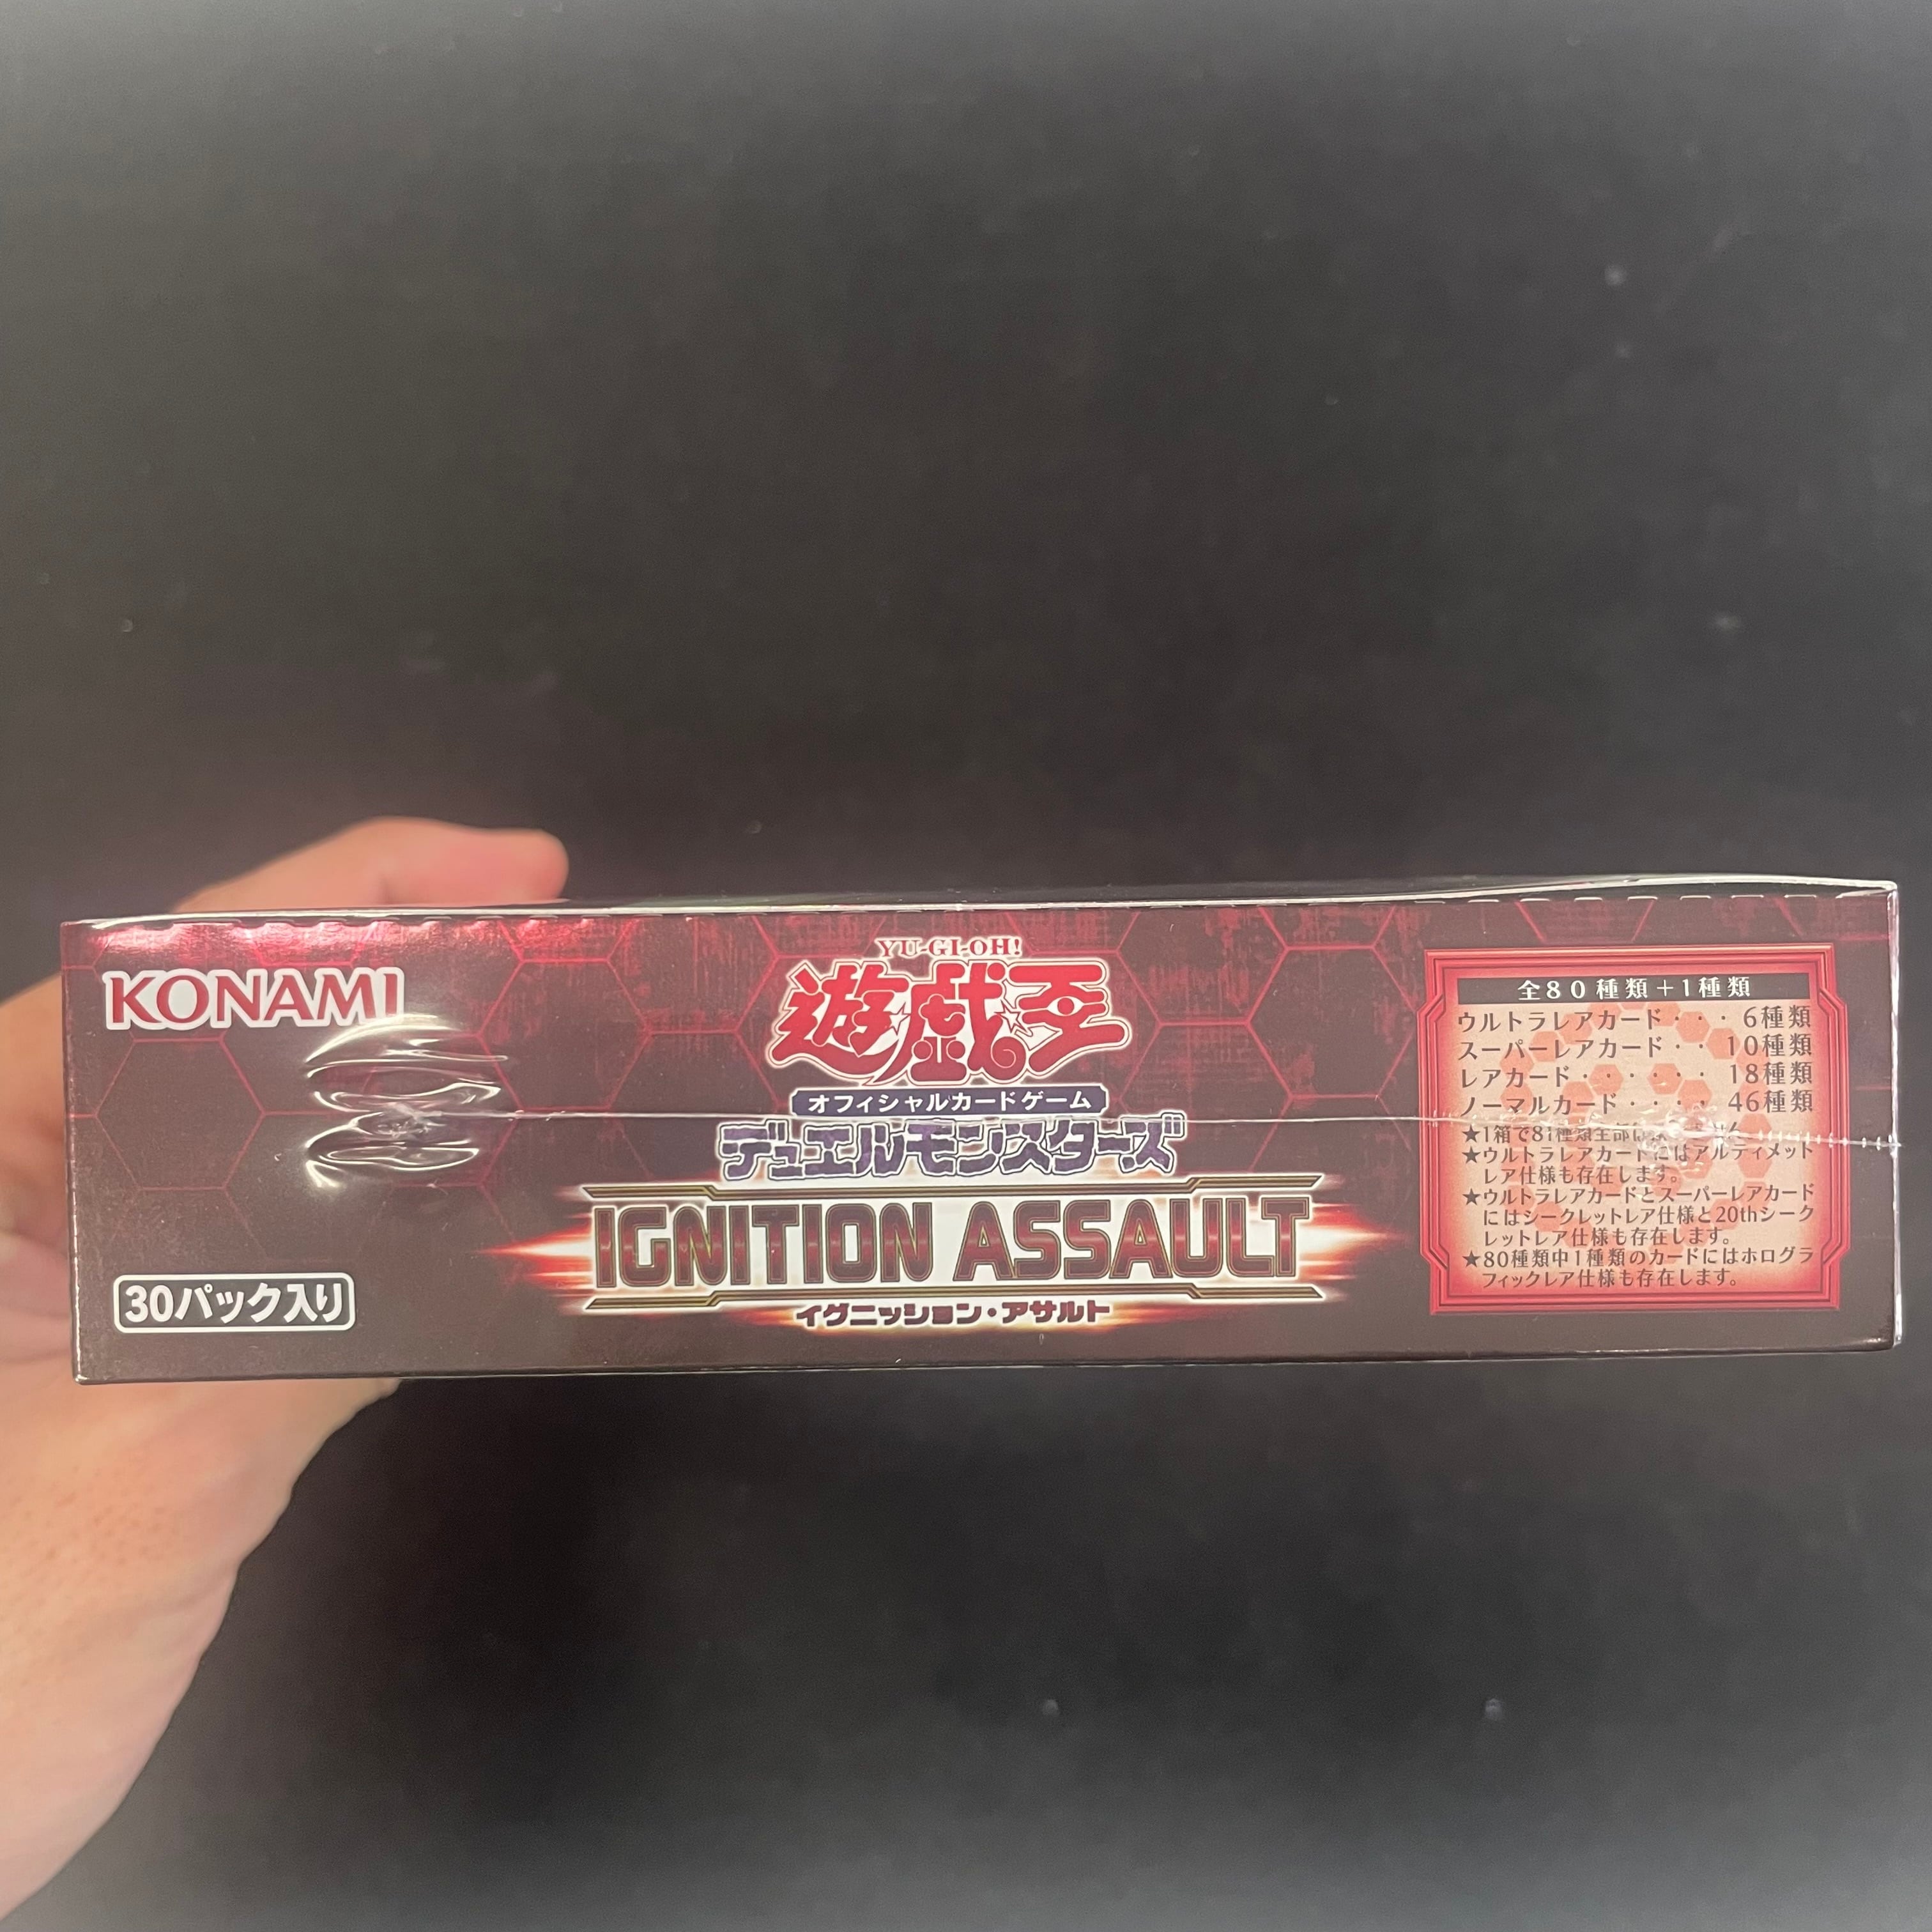 KONAMI
30パック入り
YU-GI-OH!
遊戯王
オフィシャルカードゲーム
デュエルモンスターズ
IGNITION ASSAULT
イグニッション・アサルト
全80種類+1種類
ウルトラレアカード・・・6種類
スーパーレアカード・・10種類
レアカード・・・・・・18種類
ノーマルカード・・・・46種類
★1箱で81種類全部は
★ウルトラレアカードにはアルティメット
レア仕様も存在します。
★ウルトラレアカードとスーパーレアカード
にはシークレットレア仕様と20thシーク
レットレア仕様も存在します。
★80種類中1種類のカードにはホログラ
フィックレア仕様も存在します。